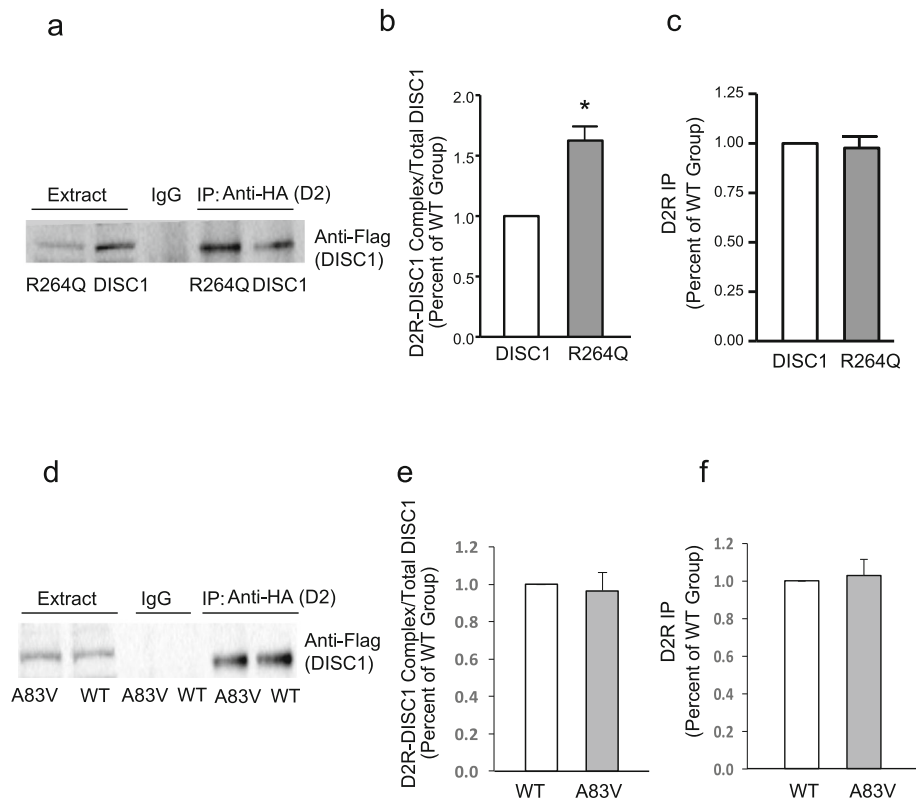 a
Extract IgG IP: Anti-HA (D2)
Anti-Flag
(DISC1)
R264Q DISC1 R264Q DISC1
b
D2R-DISC1 Complex/Total DISC1
(Percent of WT Group)
2.0
1.5
1.0
0.5
0.0
*
DISC1 R264Q
c
D2R IP
(Percent of WT Group)
1.25
1.00
0.75
0.50
0.25
0.00
DISC1 R264Q
d
Extract IgG IP: Anti-HA (D2)
Anti-Flag
(DISC1)
A83V WT A83V WT A83V WT
e
D2R-DISC1 Complex/Total DISC1
(Percent of WT Group)
1.2
1.0
0.8
0.6
0.4
0.2
0.0
WT A83V
f
D2R IP
(Percent of WT Group)
1.2
1.0
0.8
0.6
0.4
0.2
0.0
WT A83V